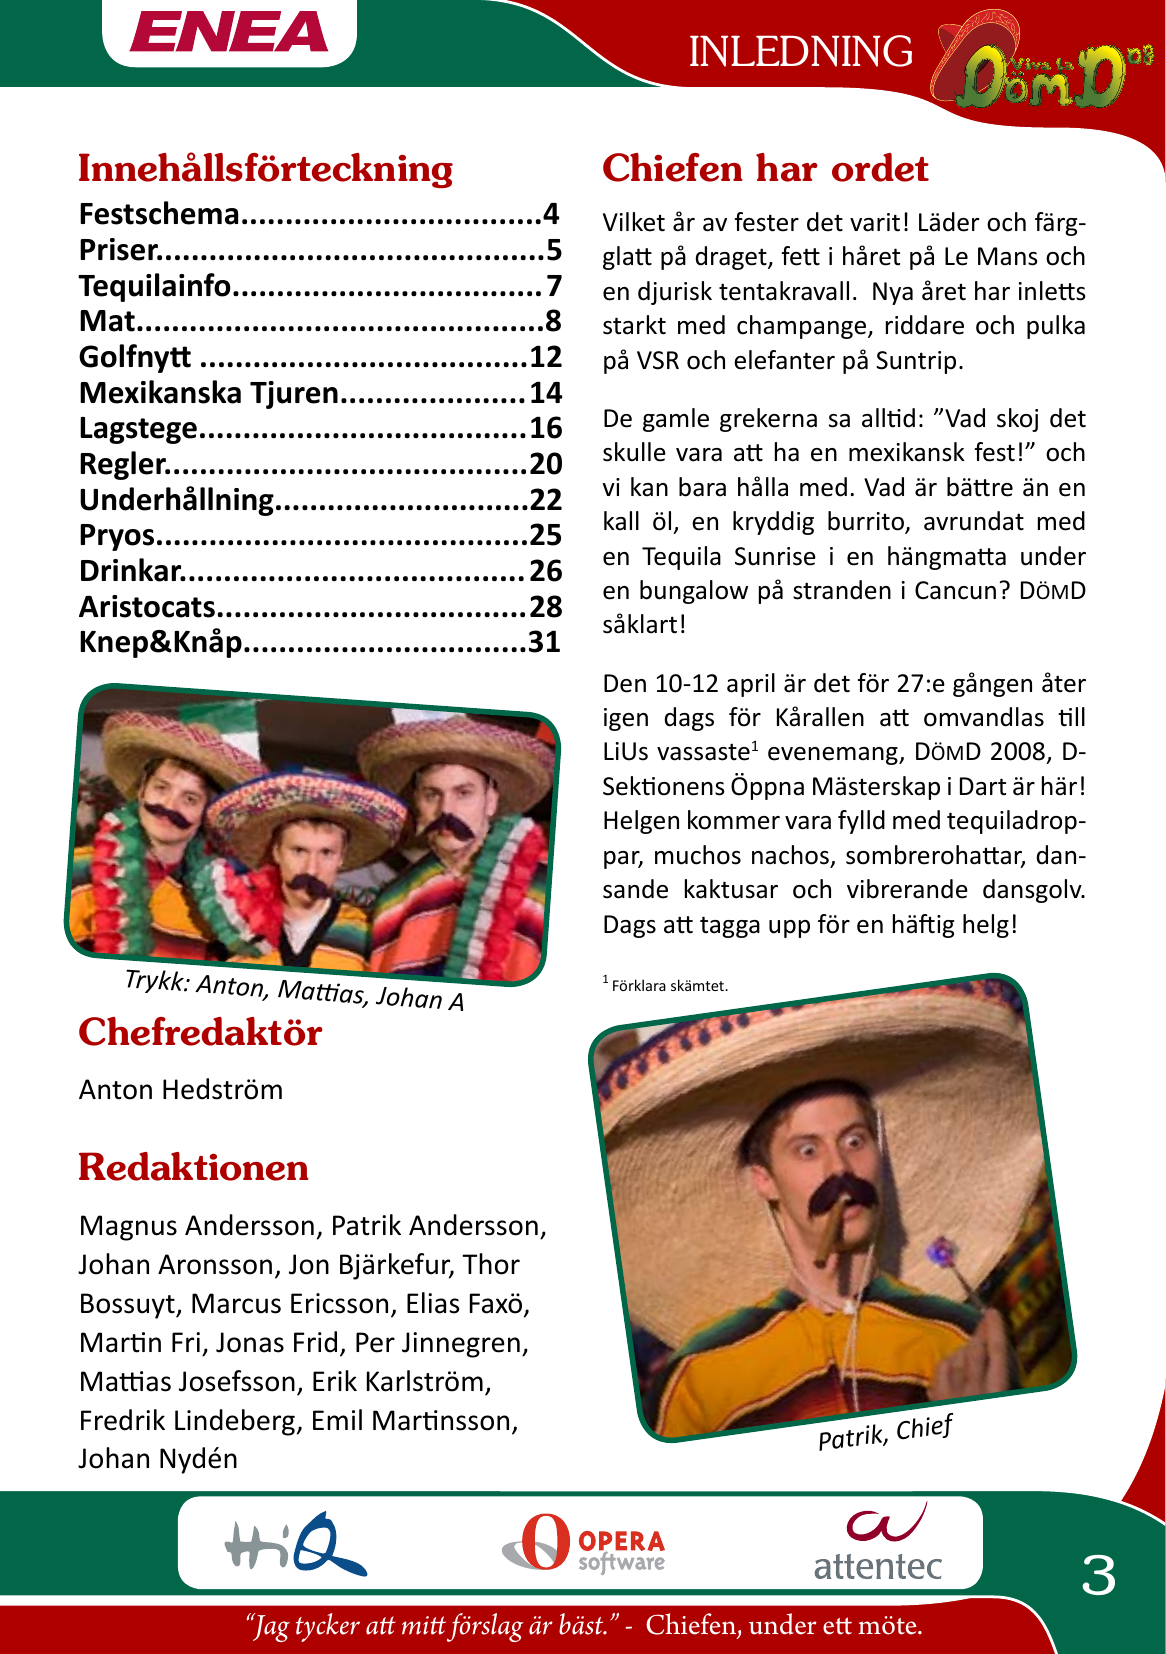 ENEA
INLEDNING
Viva la
DömD 08
Innehållsförteckning
Festschema..................................4
Priser............................................5
Tequilainfo...................................7
Mat..............................................8
Golfnytt .....................................12
Mexikanska Tjuren.....................14
Lagstege.....................................16
Regler.........................................20
Underhållning.............................22
Pryos..........................................25
Drinkar.......................................26
Aristocats...................................28
Knep&Knåp................................31
Trykk: Anton, Mattias, Johan A
Chefredaktör
Anton Hedström
Redaktionen
Magnus Andersson, Patrik Andersson,
Johan Aronsson, Jon Bjärkefur, Thor
Bossuyt, Marcus Ericsson, Elias Faxö,
Martin Fri, Jonas Frid, Per Jinnegren,
Mattias Josefsson, Erik Karlström,
Fredrik Lindeberg, Emil Martinsson,
Johan Nydén
Chiefen har ordet
Vilket år av fester det varit! Läder och färg-
glatt på draget, fett i håret på Le Mans och
en djurisk tentakravall.  Nya året har inletts
starkt med champange, riddare och pulka
på VSR och elefanter på Suntrip.
De gamle grekerna sa alltid: ”Vad skoj det
skulle vara att ha en mexikansk fest!” och
vi kan bara hålla med. Vad är bättre än en
kall öl, en kryddig burrito, avrundat med
en Tequila Sunrise i en hängmatta under
en bungalow på stranden i Cancun? DÖMD
såklart!
Den 10-12 april är det för 27:e gången åter
igen dags för Kårallen att omvandlas till
LiUs vassaste¹ evenemang, DÖMD 2008, D-
Sektionens Öppna Mästerskap i Dart är här!
Helgen kommer vara fylld med tequiladrop-
par, muchos nachos, sombrerohattar, dan-
sande kaktusar och vibrerande dansgolv.
Dags att tagga upp för en häftig helg!
¹ Förklara skämtet.
Patrik, Chief
HiQ
OPERA
software
attentec
3
“Jag tycker att mitt förslag är bäst.” -  Chiefen, under ett möte.